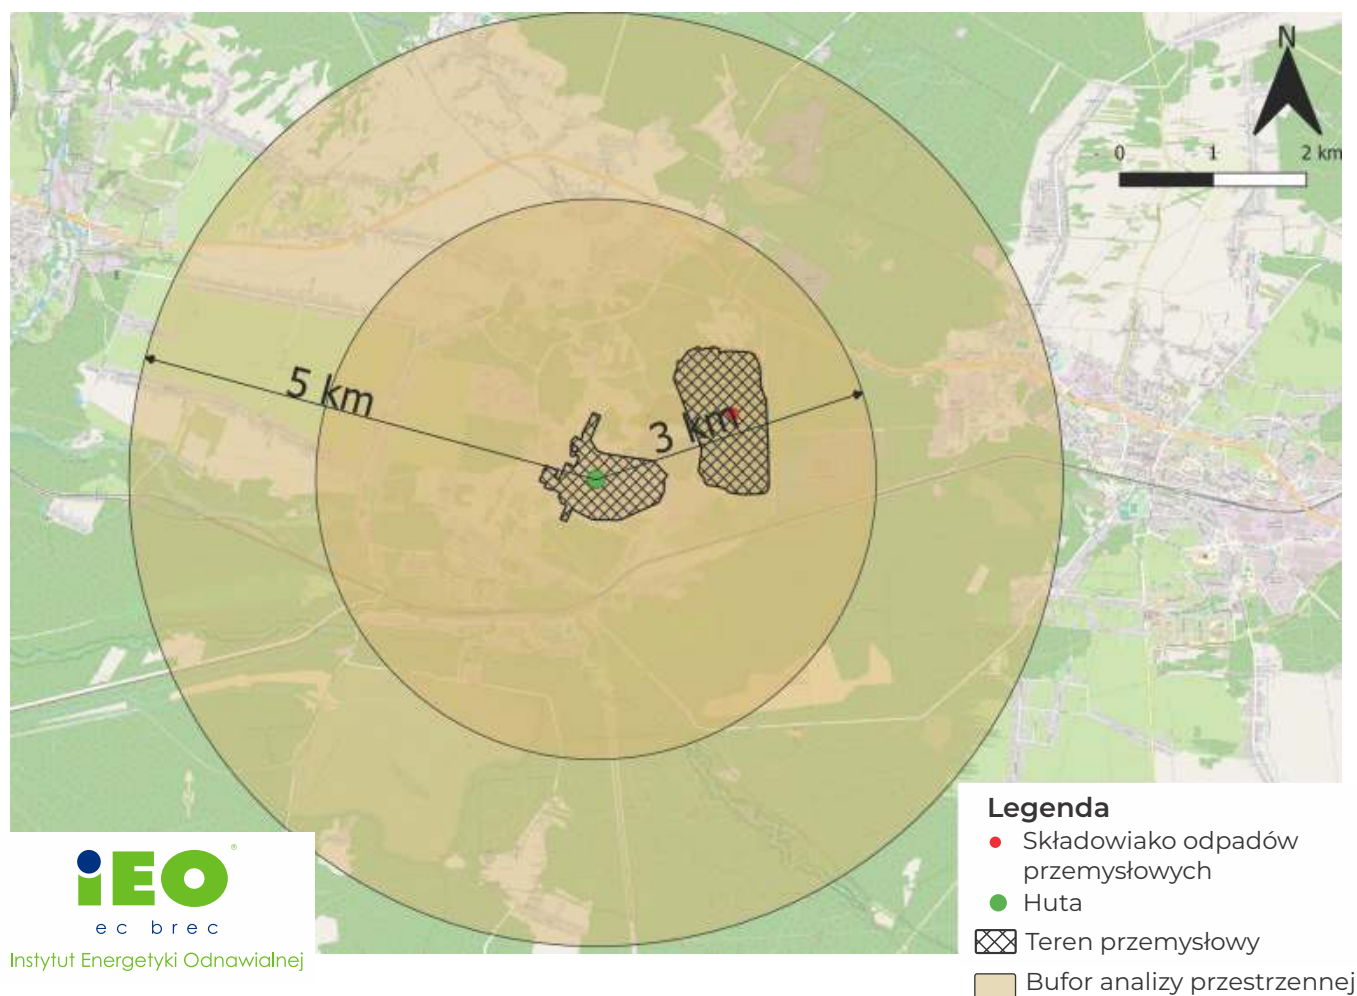 N
0 1 2 km
5 km
3 km
Legenda
Składowiako odpadów
przemysłowych
Huta
Teren przemysłowy
Bufor analizy przestrzennej
iEO®
ec brec
Instytut Energetyki Odnawialnej